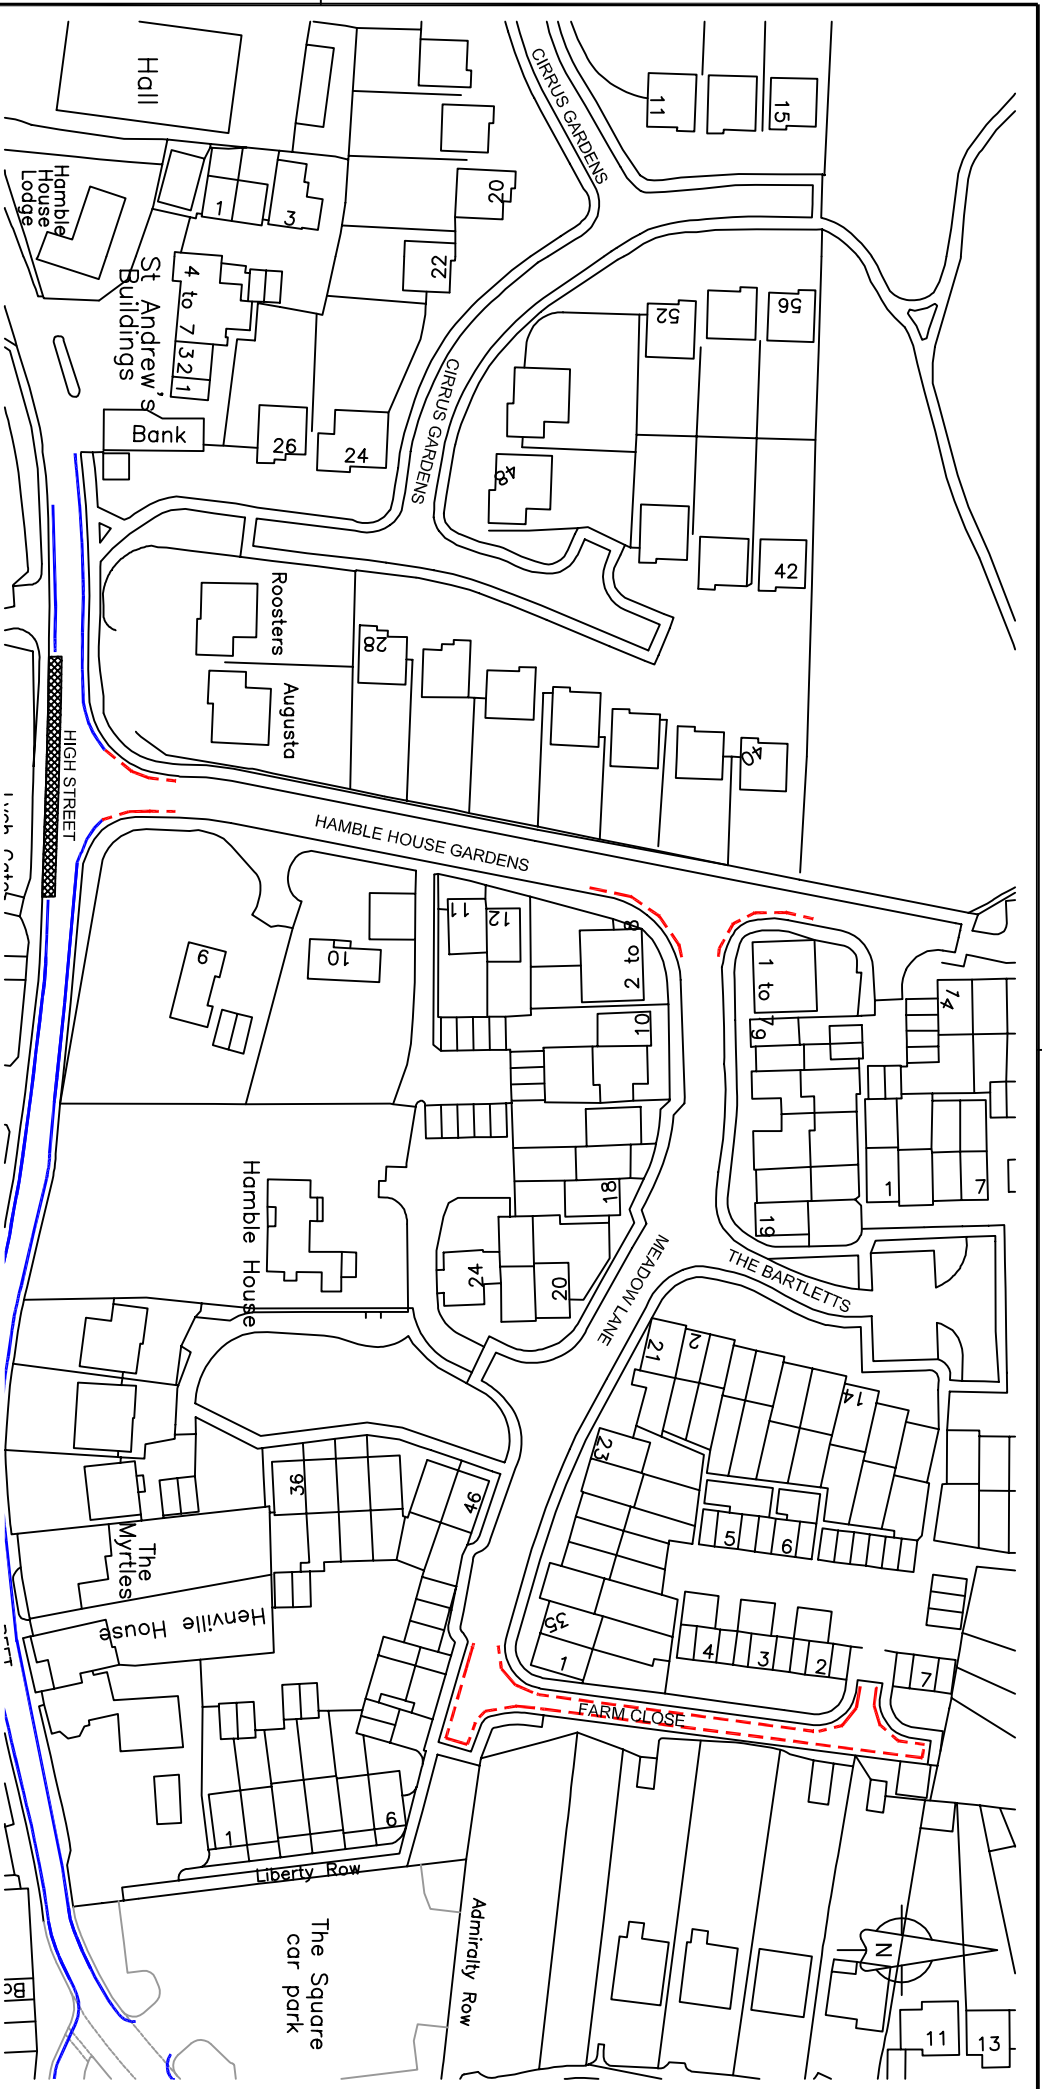 CIRRUS GARDENS
11
15
Hall
20
Hamble
House
Lodge
1
3
22
St Andrew's
Buildings
4 to 7
3
2
1
52
56
CIRRUS GARDENS
Bank
26
24
48
42
Roosters
28
Augusta
40
HIGH STREET
HAMBLE HOUSE GARDENS
11
12
2 to 8
1 to
9
10
14
10
1
7
Hamble House
18
19
24
20
MEADOW LANE
THE BARTLETTS
21
2
14
23
36
46
5
6
The
Myrtles
Henville House
35
1
4
3
2
7
FARM CLOSE
1
6
Liberty Row
Admiralty Row
The Square
car park
N
11
13